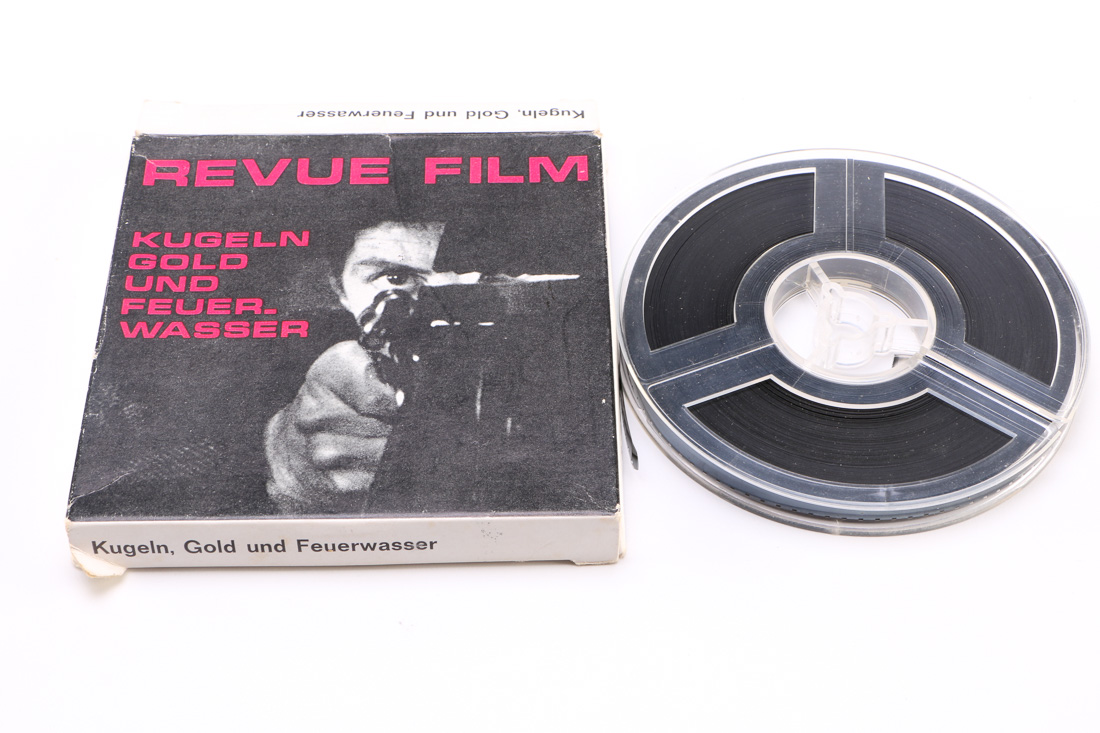 Kugeln, Gold und Feuerwasser
REVUE FILM
KUGELN
GOLD
UND
FEUER-
WASSER
Kugeln, Gold und Feuerwasser